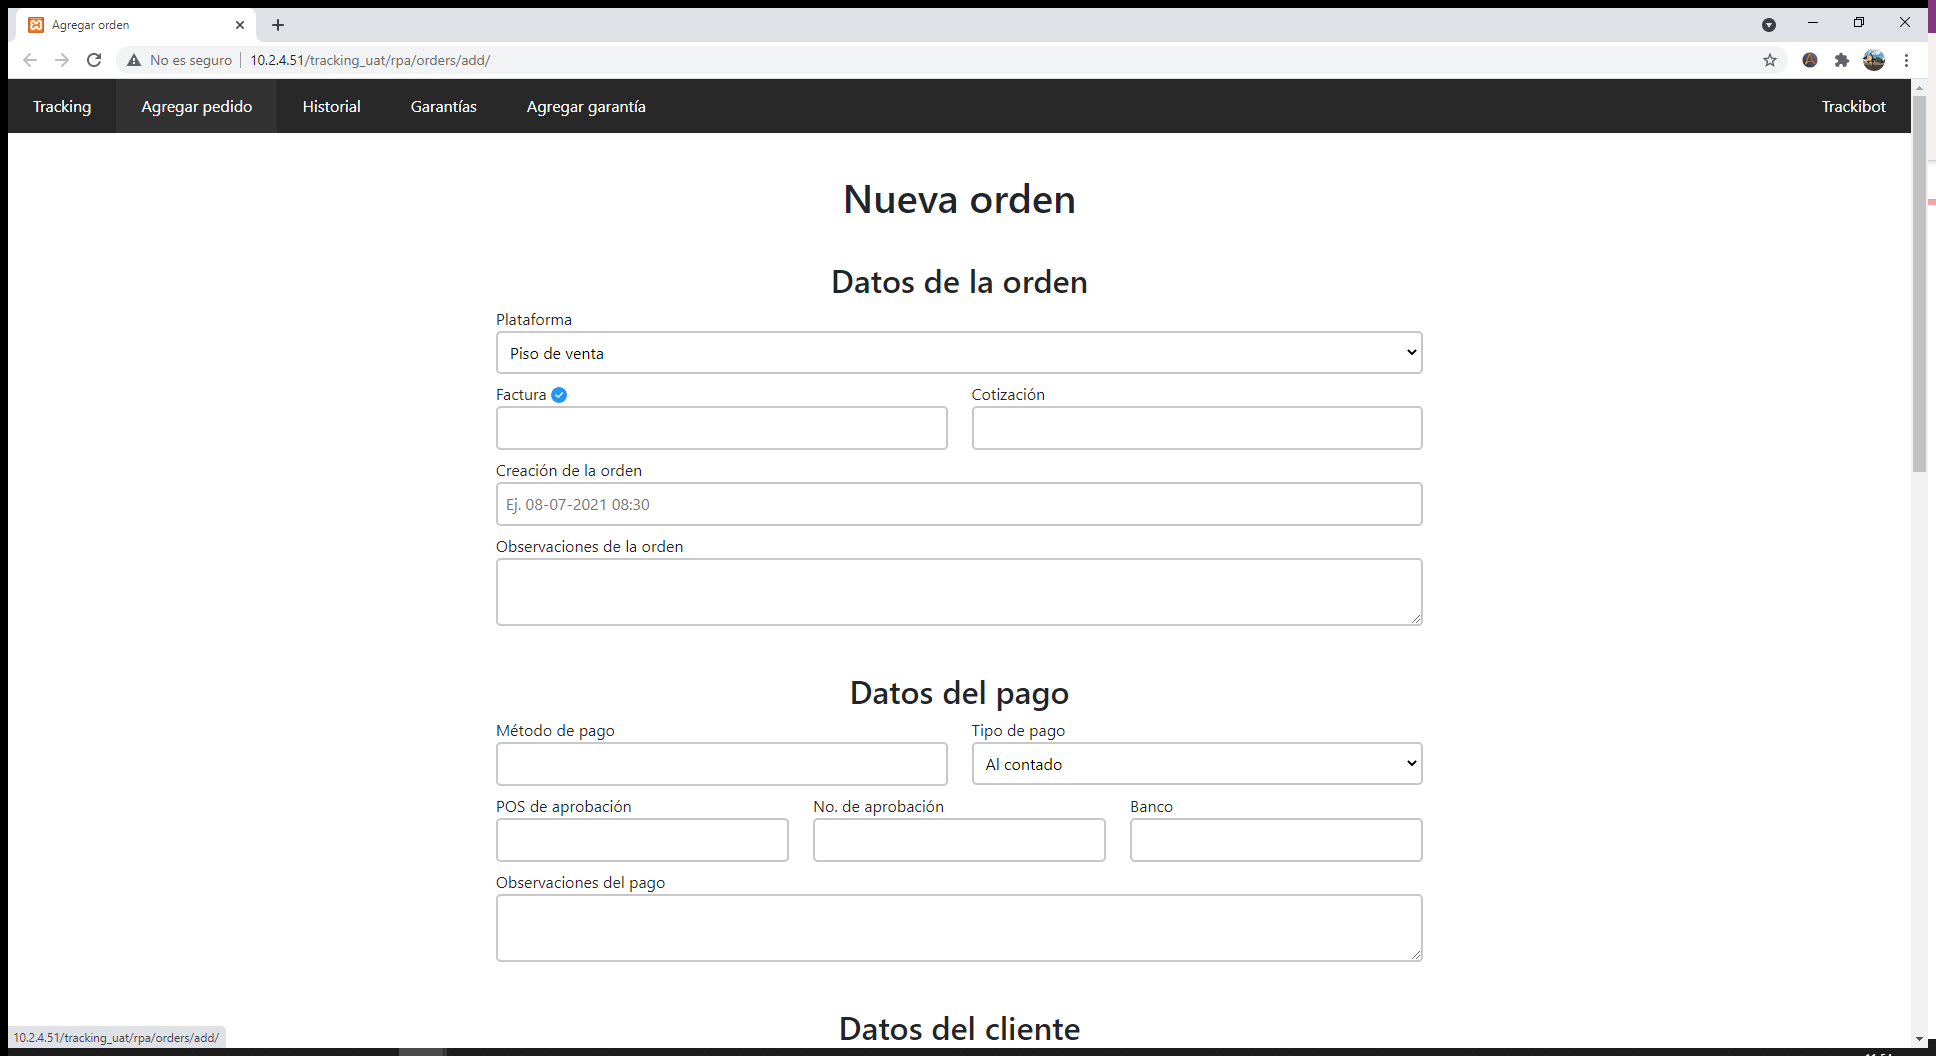 Agregar orden
No es seguro | 10.2.4.51/tracking_uat/rpa/orders/add/
Tracking Agregar pedido Historial Garantías Agregar garantía Trackibot
Nueva orden
Datos de la orden
Plataforma
Piso de venta
Factura Cotización
Creación de la orden
Ej. 08-07-2021 08:30
Observaciones de la orden
Datos del pago
Método de pago Tipo de pago
Al contado
POS de aprobación No. de aprobación Banco
Observaciones del pago
Datos del cliente
10.2.4.51/tracking_uat/rpa/orders/add/